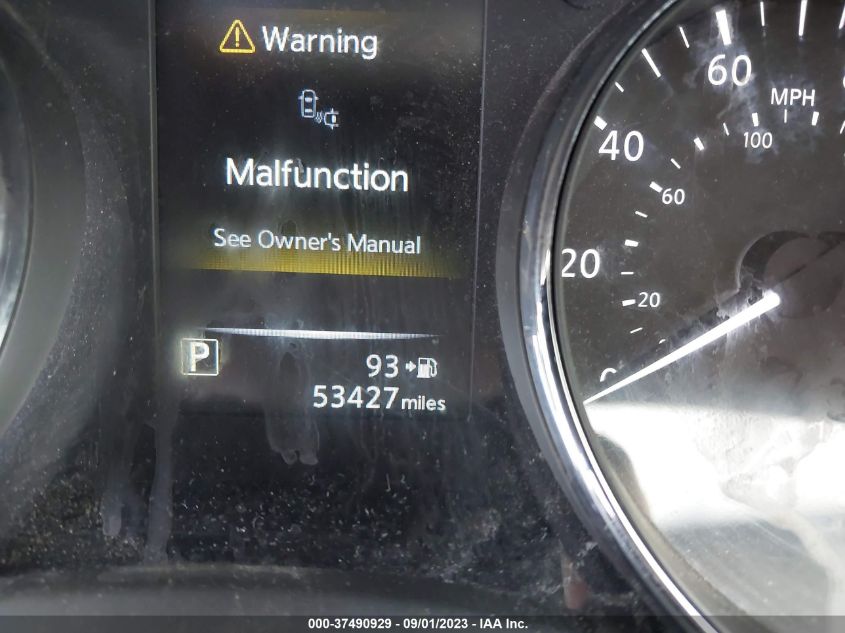 Warning
Malfunction
See Owner's Manual
P
93
53427 miles
60
MPH
40
100
60
20
20
0
000-37490929 - 09/01/2023 - IAA Inc.